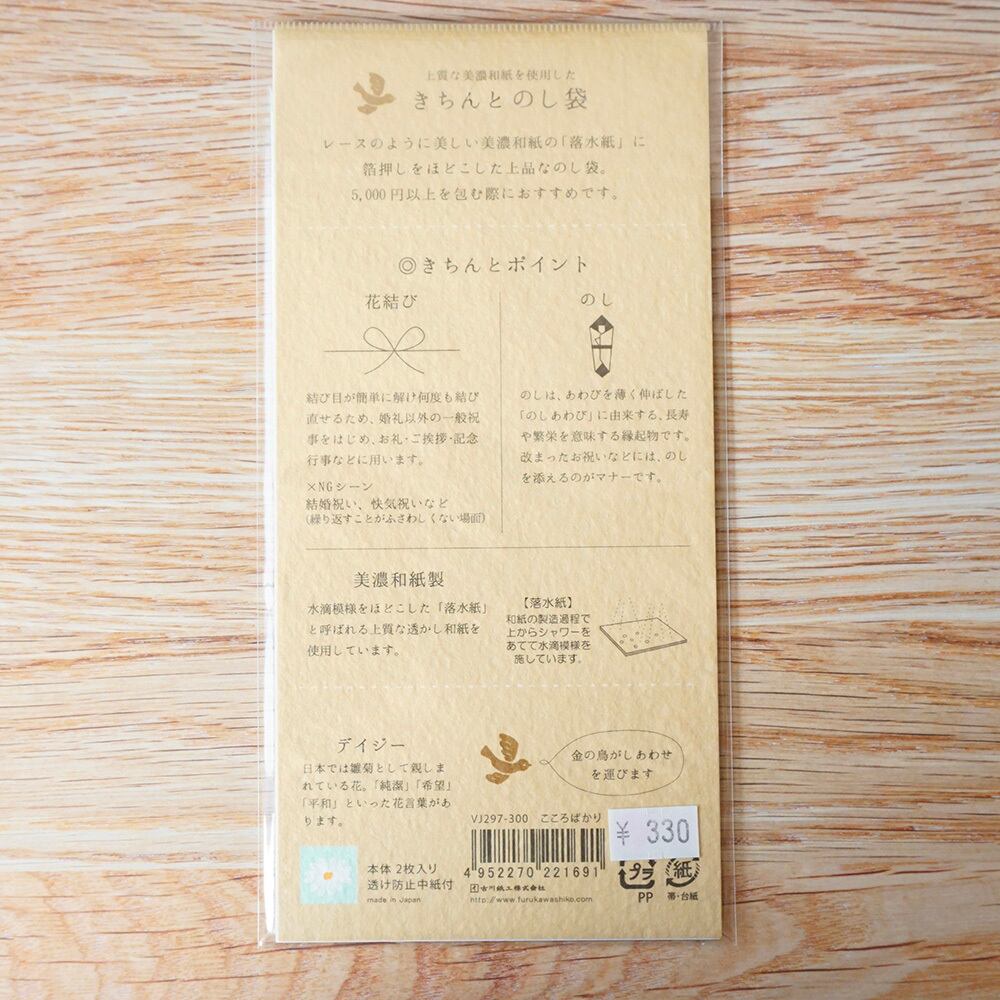 上質な美濃和紙を使用した
きちんとのし袋
レースのように美しい美濃和紙の「落水紙」に
箔押しをほどこした上品なのし袋。
5,000円以上を包む際におすすめです。
◎きちんとポイント
花結び
結び目が簡単に解け何度も結び
直せるため、婚礼以外の一般祝
事をはじめ、お礼・ご挨拶・記念
行事などに用います。
×NGシーン
結婚祝い、快気祝いなど
(繰り返すことがふさわしくない場面)
のし
のしは、あわびを薄く伸ばした
「のしあわび」に由来する、長寿
や繁栄を意味する縁起物です。
改まったお祝いなどには、のし
を添えるのがマナーです。
美濃和紙製
水滴模様をほどこした「落水紙」
と呼ばれる上質な透かし和紙を
使用しています。
【落水紙】
和紙の製造過程で
上からシャワーを
あてて水滴模様を
施しています。
デイジー
日本では雛菊として親しま
れている花。「純潔」「希望」
「平和」といった花言葉があ
ります。
金の鳥がしあわせ
を運びます
VJ297-300 こころばかり
¥ 330
4 952270 221691
本体 2枚入り
透け防止中紙付
made in Japan
古川紙工株式会社
http://www.furukawashiko.com
プラ
PP
紙
帯・台紙